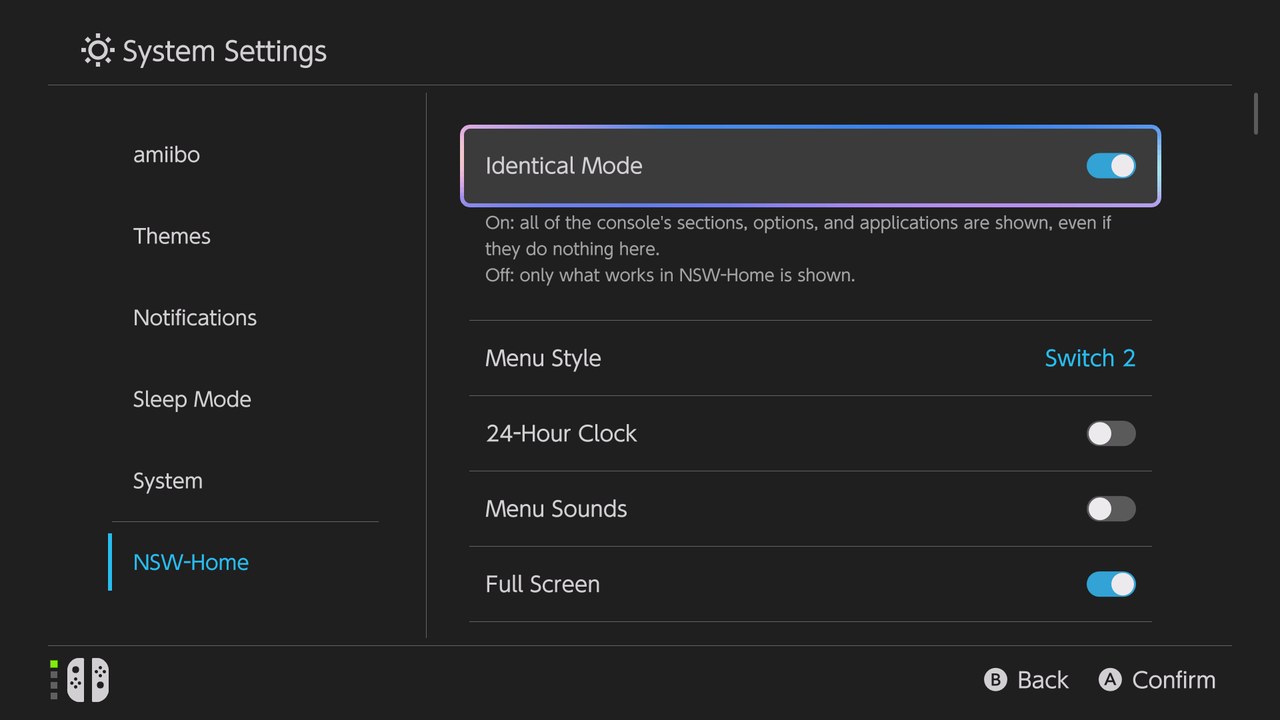 System Settings
amiibo
Themes
Notifications
Sleep Mode
System
NSW-Home
Identical Mode
On: all of the console's sections, options, and applications are shown, even if
they do nothing here.
Off: only what works in NSW-Home is shown.
Menu Style
Switch 2
24-Hour Clock
Menu Sounds
Full Screen
B Back
A Confirm